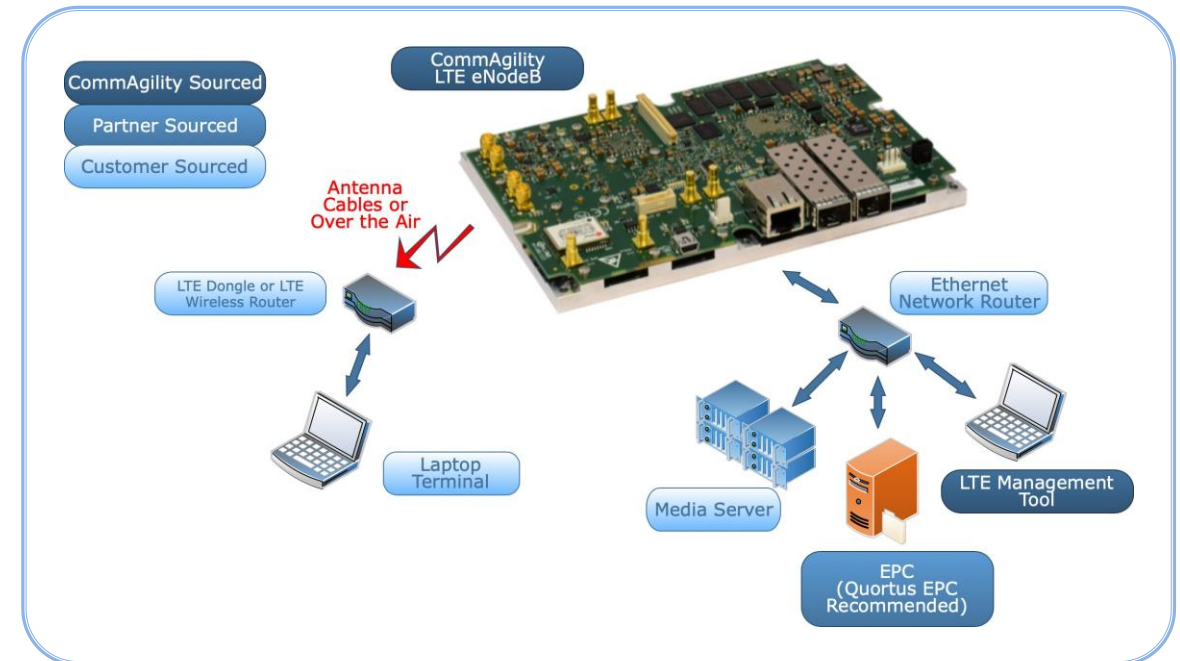 CommAgility Sourced
Partner Sourced
Customer Sourced
CommAgility
LTE eNodeB
Antenna
Cables or
Over the Air
LTE Dongle or LTE
Wireless Router
Laptop
Terminal
Ethernet
Network Router
Media Server
LTE Management
Tool
EPC
(Quortus EPC
Recommended)